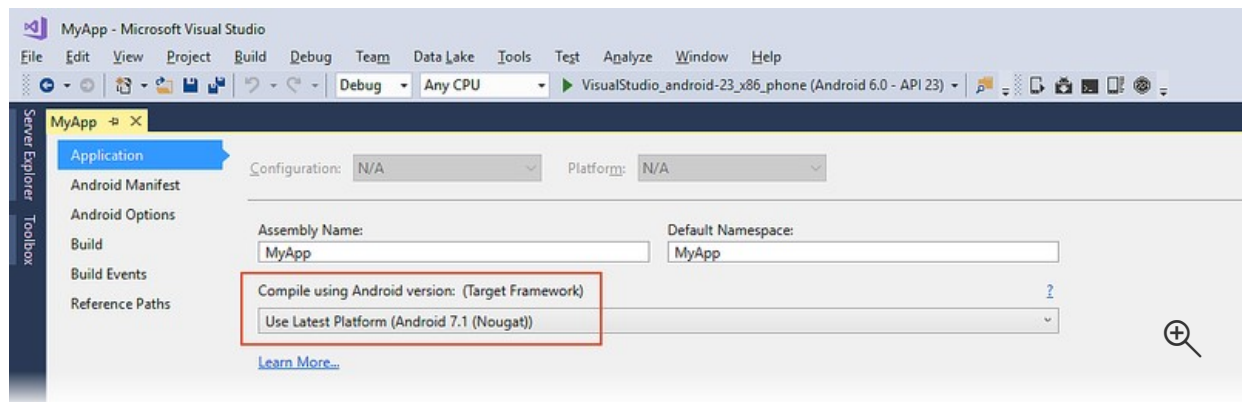 MyApp - Microsoft Visual Studio
File Edit View Project Build Debug Team Data Lake Tools Test Analyze Window Help
Debug Any CPU VisualStudio_android-23_x86_phone (Android 6.0 - API 23)
Server Explorer
Toolbox
MyApp
Application
Android Manifest
Android Options
Build
Build Events
Reference Paths
Configuration: N/A Platform: N/A
Assembly Name: Default Namespace:
MyApp MyApp
Compile using Android version: (Target Framework) ?
Use Latest Platform (Android 7.1 (Nougat))
Learn More...